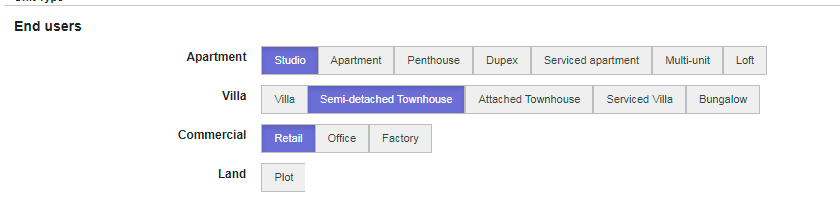 End users
Apartment Studio Apartment Penthouse Dupex Serviced apartment Multi-unit Loft
Villa Villa Semi-detached Townhouse Attached Townhouse Serviced Villa Bungalow
Commercial Retail Office Factory
Land Plot